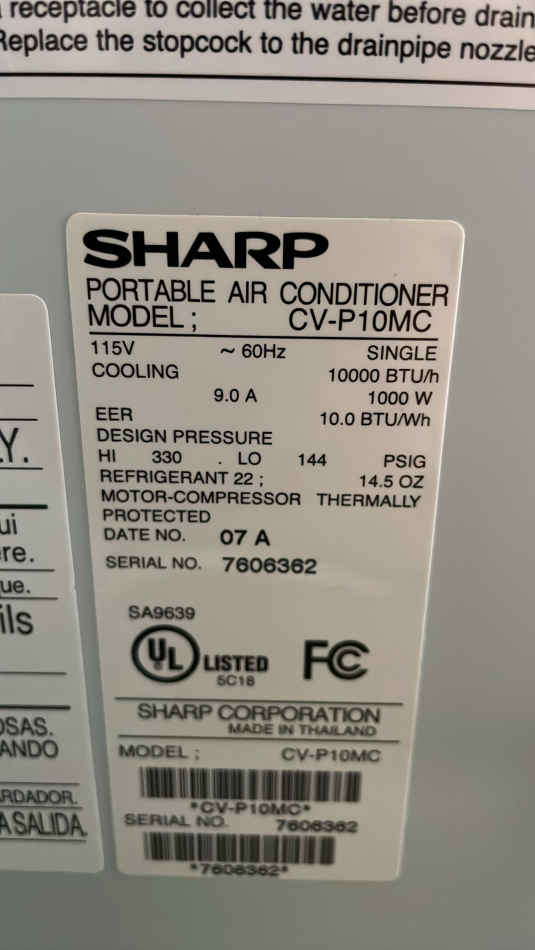 receptacle to collect the water before drain
Replace the stopcock to the drainpipe nozzle
SHARP
PORTABLE AIR CONDITIONER
MODEL ; CV-P10MC
115V ~ 60Hz SINGLE
COOLING 10000 BTU/h
9.0 A 1000 W
EER 10.0 BTU/Wh
DESIGN PRESSURE
HI 330 . LO 144 PSIG
REFRIGERANT 22 ; 14.5 OZ
MOTOR-COMPRESSOR THERMALLY
PROTECTED
DATE NO. 07 A
SERIAL NO. 7606362
SA9639
UL LISTED FC
5C18
SHARP CORPORATION
MADE IN THAILAND
MODEL ; CV-P10MC
*CV-P10MC*
SERIAL NO. 7606362
*7606362*
Y.
ui
re.
ue.
ils
OSAS.
ANDO
ARDADOR.
A SALIDA.